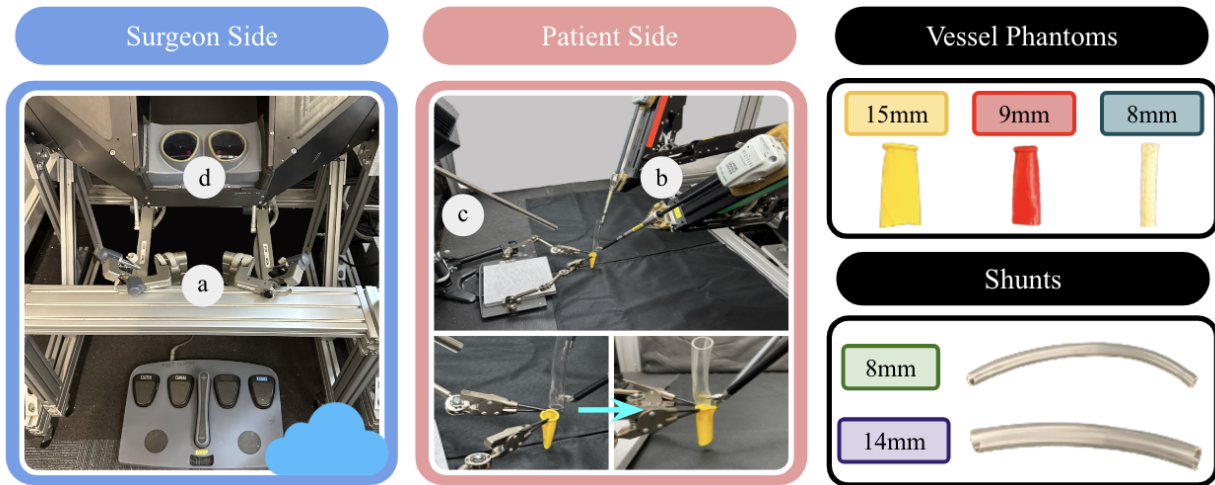 Surgeon Side
Patient Side
Vessel Phantoms
d
a
b
c
15mm
9mm
8mm
Shunts
8mm
14mm